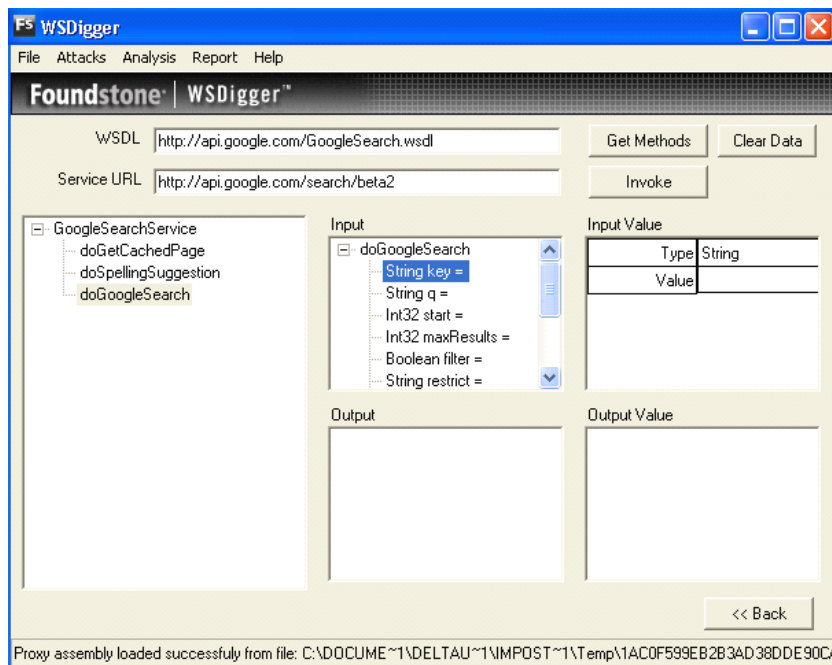 FS WSDigger
File Attacks Analysis Report Help
Foundstone | WSDigger™
WSDL http://api.google.com/GoogleSearch.wsdl Get Methods Clear Data
Service URL http://api.google.com/search/beta2 Invoke
GoogleSearchService
doGetCachedPage
doSpellingSuggestion
doGoogleSearch
Input
doGoogleSearch
String key =
String q =
Int32 start =
Int32 maxResults =
Boolean filter =
String restrict =
Input Value
Type String
Value
Output
Output Value
<< Back
Proxy assembly loaded successfuly from file: C:\DOCUME~1\DELTAU~1\IMPOST~1\Temp\1AC0F599EB2B3AD38DDE90C